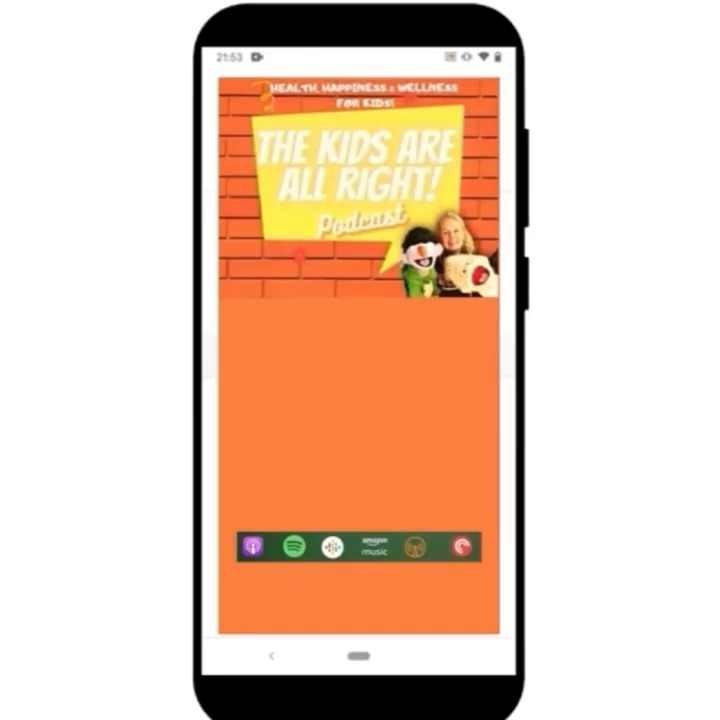 21:53
HEALTH, HAPPINESS & WELLNESS
FOR KIDS!
THE KIDS ARE
ALL RIGHT!
Podcast
amazon
music